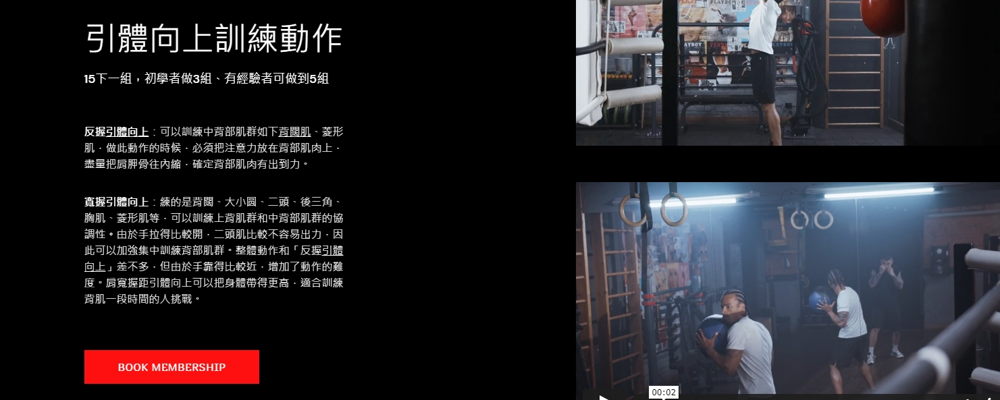 引體向上訓練動作
15下一組，初學者做3組、有經驗者可做到5組
反握引體向上：可以訓練中背部肌群如下背闊肌、菱形
肌，做此動作的時候，必須把注意力放在背部肌肉上，
盡量把肩胛骨往內縮，確定背部肌肉有出到力。
寬握引體向上：練的是背闊、大小圓、二頭、後三角、
胸肌、菱形肌等，可以訓練上背肌群和中背部肌群的協
調性。由於手拉得比較開，二頭肌比較不容易出力，因
此可以加強集中訓練背部肌群。整體動作和「反握引體
向上」差不多，但由於手靠得比較近，增加了動作的難
度。肩寬握距引體向上可以把身體帶得更高，適合訓練
背肌一段時間的人挑戰。
BOOK MEMBERSHIP
PLAYBOY
00:02